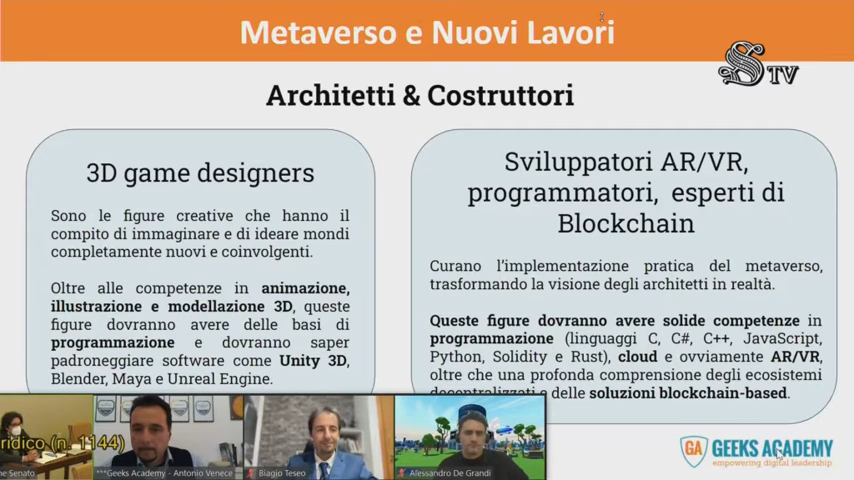 Metaverso e Nuovi Lavori
S TV
Architetti & Costruttori
3D game designers
Sono le figure creative che hanno il
compito di immaginare e di ideare mondi
completamente nuovi e coinvolgenti.
Oltre alle competenze in animazione,
illustrazione e modellazione 3D, queste
figure dovranno avere delle basi di
programmazione e dovranno saper
padroneggiare software come Unity 3D,
Blender, Maya e Unreal Engine.
Sviluppatori AR/VR,
programmatori, esperti di
Blockchain
Curano l’implementazione pratica del metaverso,
trasformando la visione degli architetti in realtà.
Queste figure dovranno avere solide competenze in
programmazione (linguaggi C, C#, C++, JavaScript,
Python, Solidity e Rust), cloud e ovviamente AR/VR,
oltre che una profonda comprensione degli ecosistemi
decentralizzati e delle soluzioni blockchain-based.
ridico (n. 1144)
ne Senato
***Geeks Academy - Antonio Venece
Biagio Teseo
Alessandro De Grandi
GA GEEKS ACADEMY
empowering digital leadership